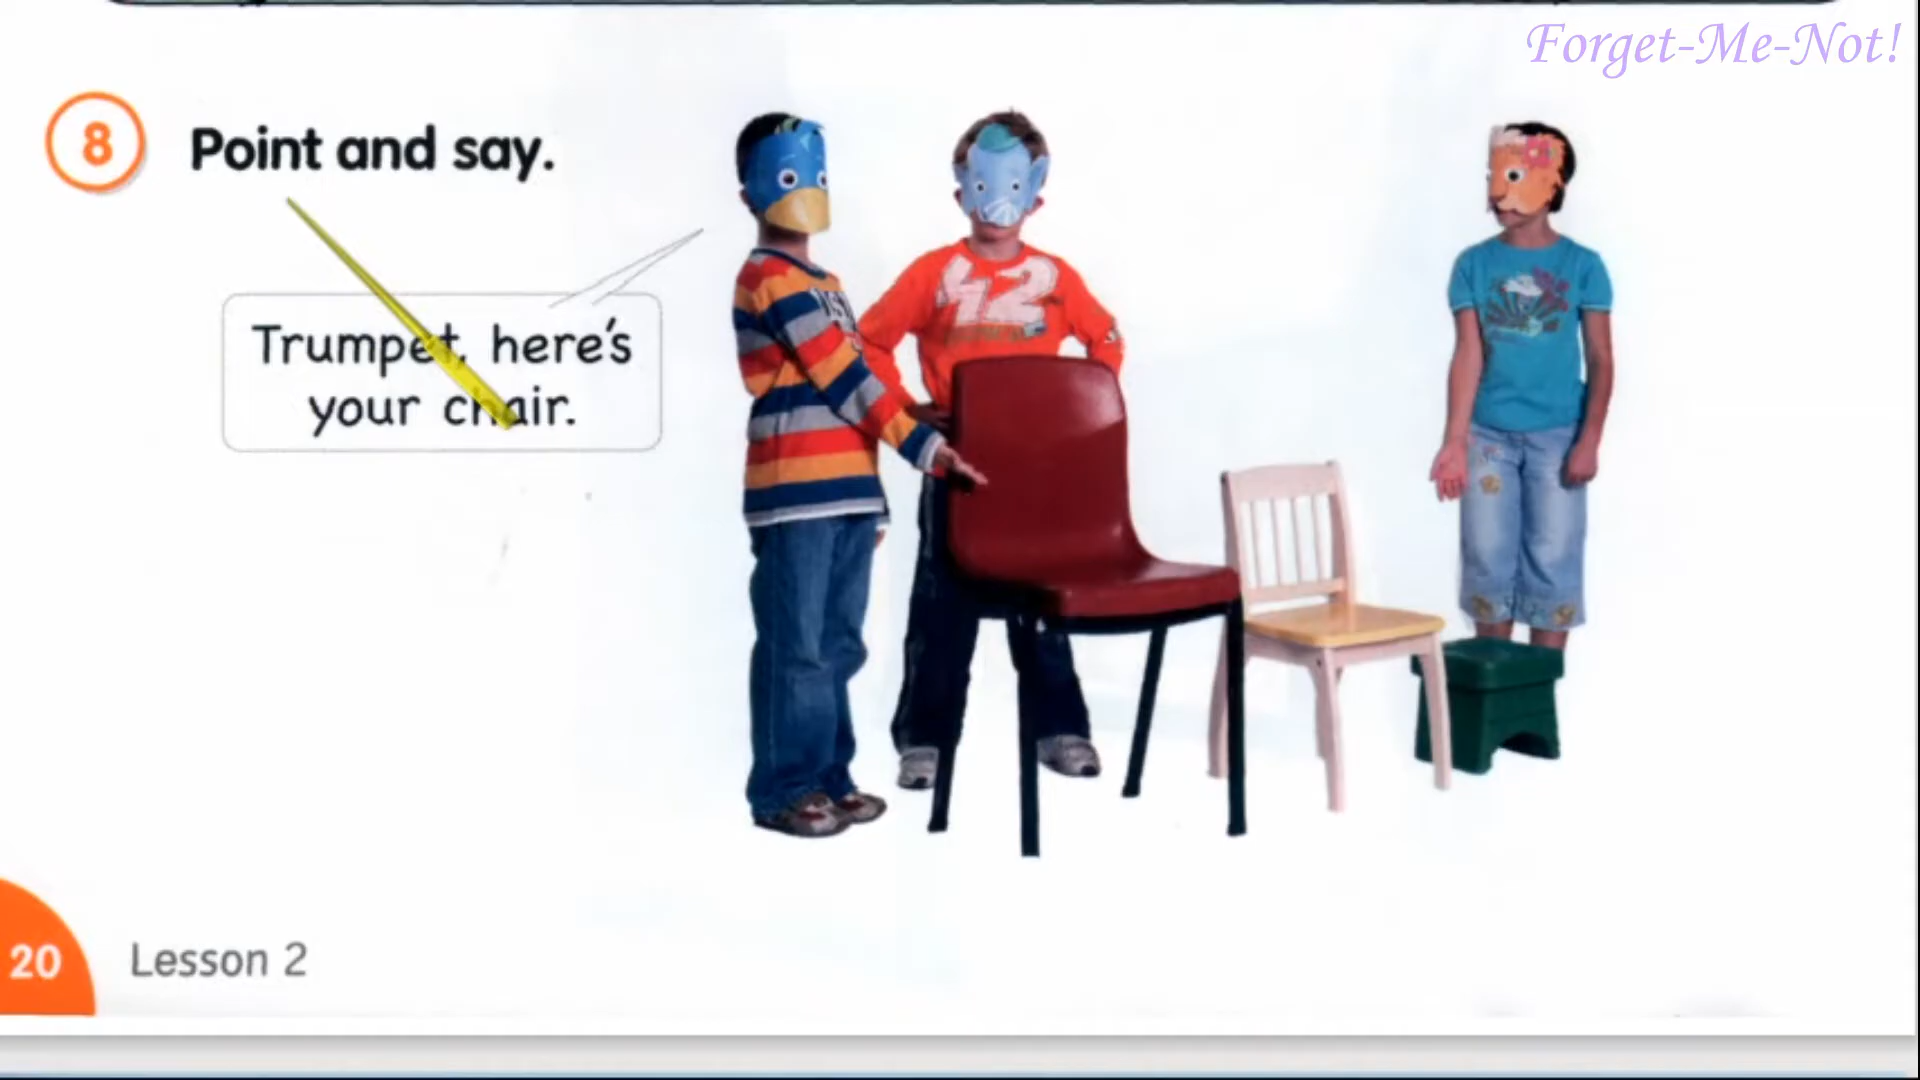 Forget-Me-Not!
8 Point and say.
Trumpet, here's
your chair.
42
20 Lesson 2